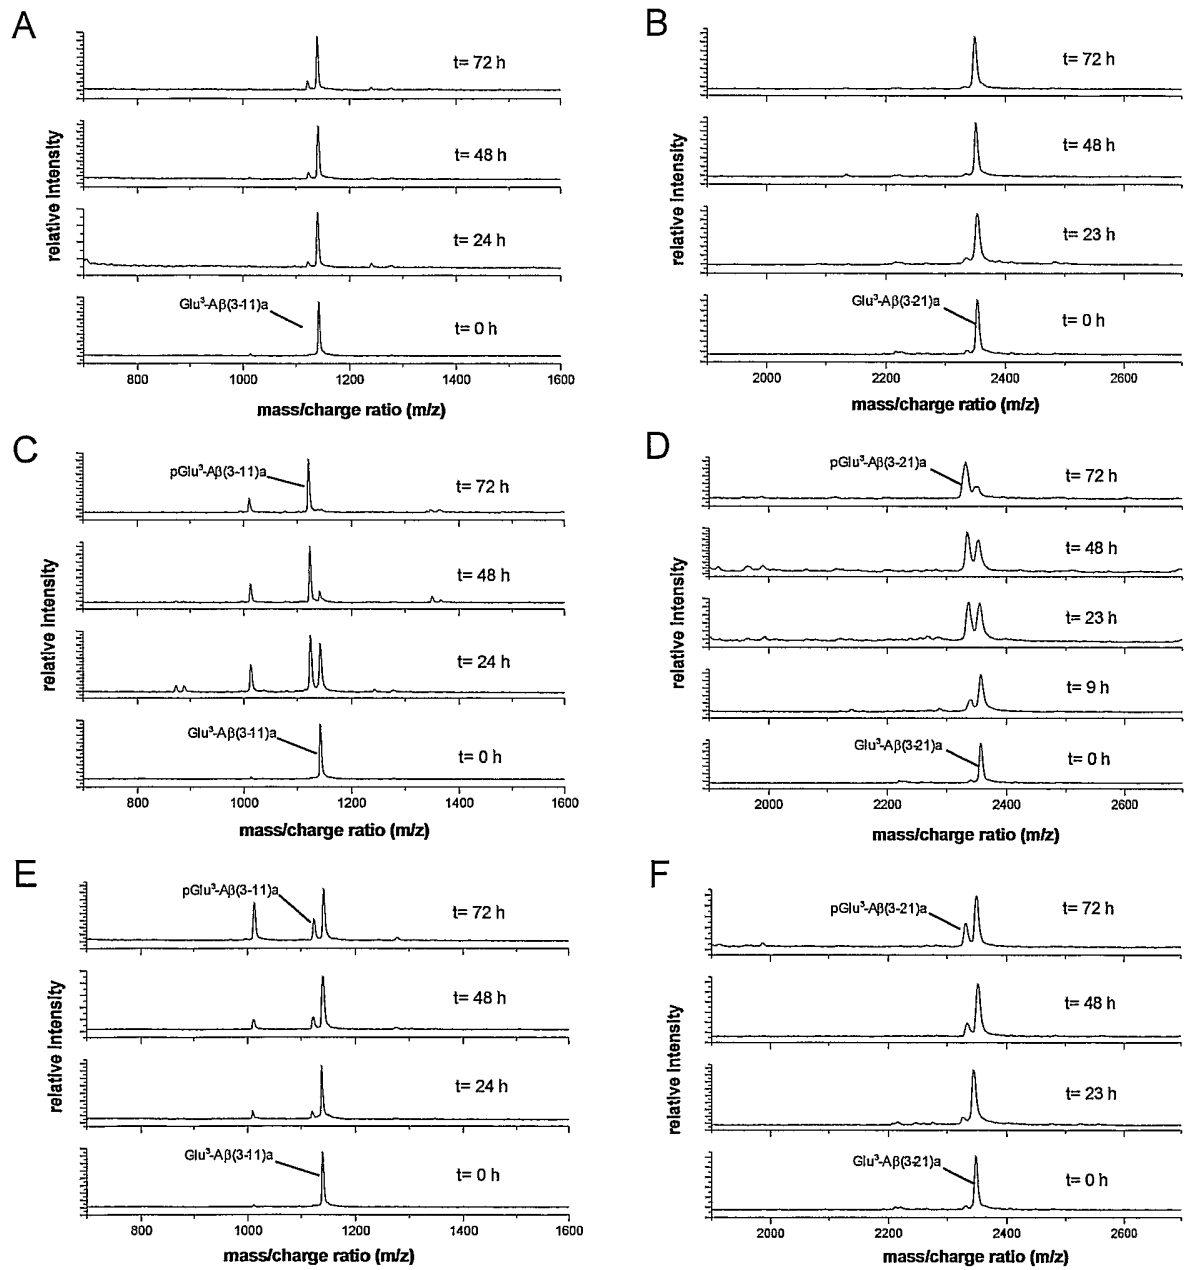 A
t= 72 h
t= 48 h
t= 24 h
Glu³-Aβ(3-11)a
t= 0 h
relative intensity
800 1000 1200 1400 1600
mass/charge ratio (m/z)
B
t= 72 h
t= 48 h
t= 23 h
Glu³-Aβ(3-21)a
t= 0 h
relative intensity
2000 2200 2400 2600
mass/charge ratio (m/z)
C
pGlu³-Aβ(3-11)a
t= 72 h
t= 48 h
t= 24 h
Glu³-Aβ(3-11)a
t= 0 h
relative intensity
800 1000 1200 1400 1600
mass/charge ratio (m/z)
D
pGlu³-Aβ(3-21)a
t= 72 h
t= 48 h
t= 23 h
t= 9 h
Glu³-Aβ(3-21)a
t= 0 h
relative intensity
2000 2200 2400 2600
mass/charge ratio (m/z)
E
pGlu³-Aβ(3-11)a
t= 72 h
t= 48 h
t= 24 h
Glu³-Aβ(3-11)a
t= 0 h
relative intensity
800 1000 1200 1400 1600
mass/charge ratio (m/z)
F
pGlu³-Aβ(3-21)a
t= 72 h
t= 48 h
t= 23 h
Glu³-Aβ(3-21)a
t= 0 h
relative intensity
2000 2200 2400 2600
mass/charge ratio (m/z)